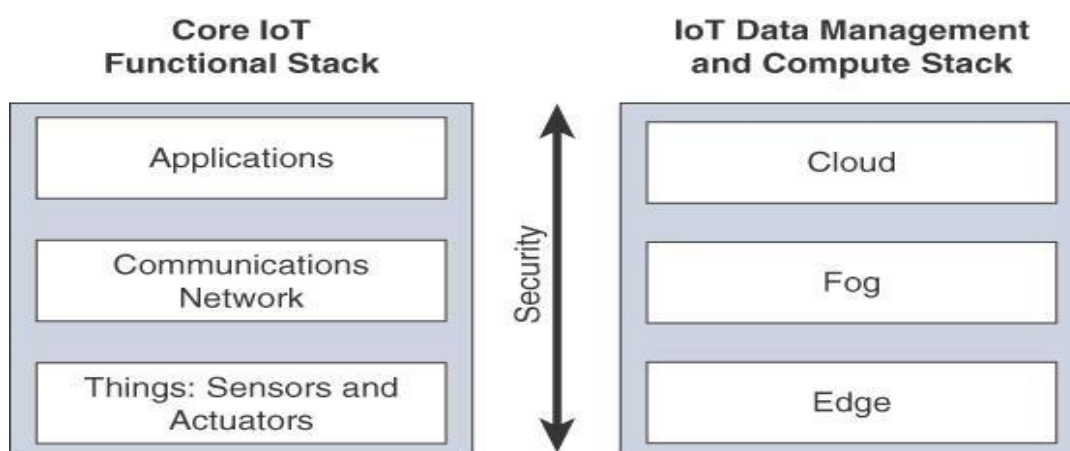 Core IoT
Functional Stack
Applications
Communications
Network
Things: Sensors and
Actuators
Security
IoT Data Management
and Compute Stack
Cloud
Fog
Edge